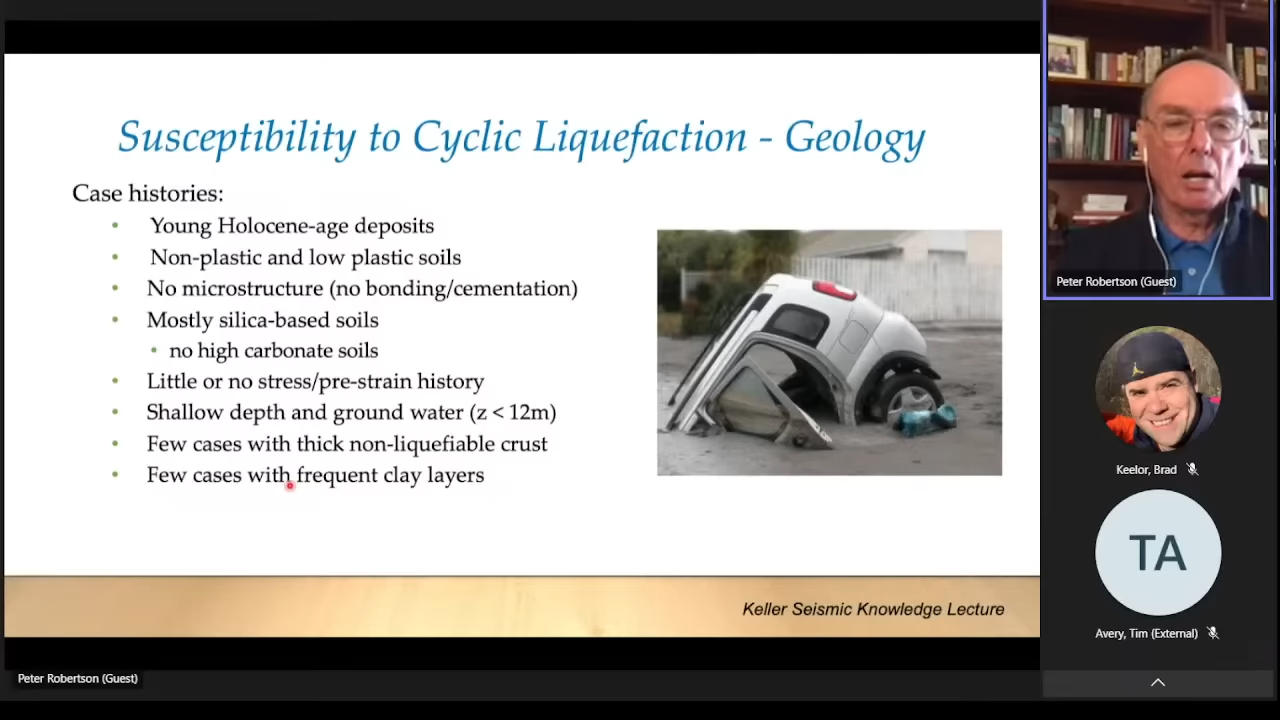 Susceptibility to Cyclic Liquefaction - Geology
Case histories:
• Young Holocene-age deposits
• Non-plastic and low plastic soils
• No microstructure (no bonding/cementation)
• Mostly silica-based soils
• no high carbonate soils
• Little or no stress/pre-strain history
• Shallow depth and ground water (z < 12m)
• Few cases with thick non-liquefiable crust
• Few cases with frequent clay layers
Keller Seismic Knowledge Lecture
Peter Robertson (Guest)
Peter Robertson (Guest)
Keelor, Brad
TA
Avery, Tim (External)